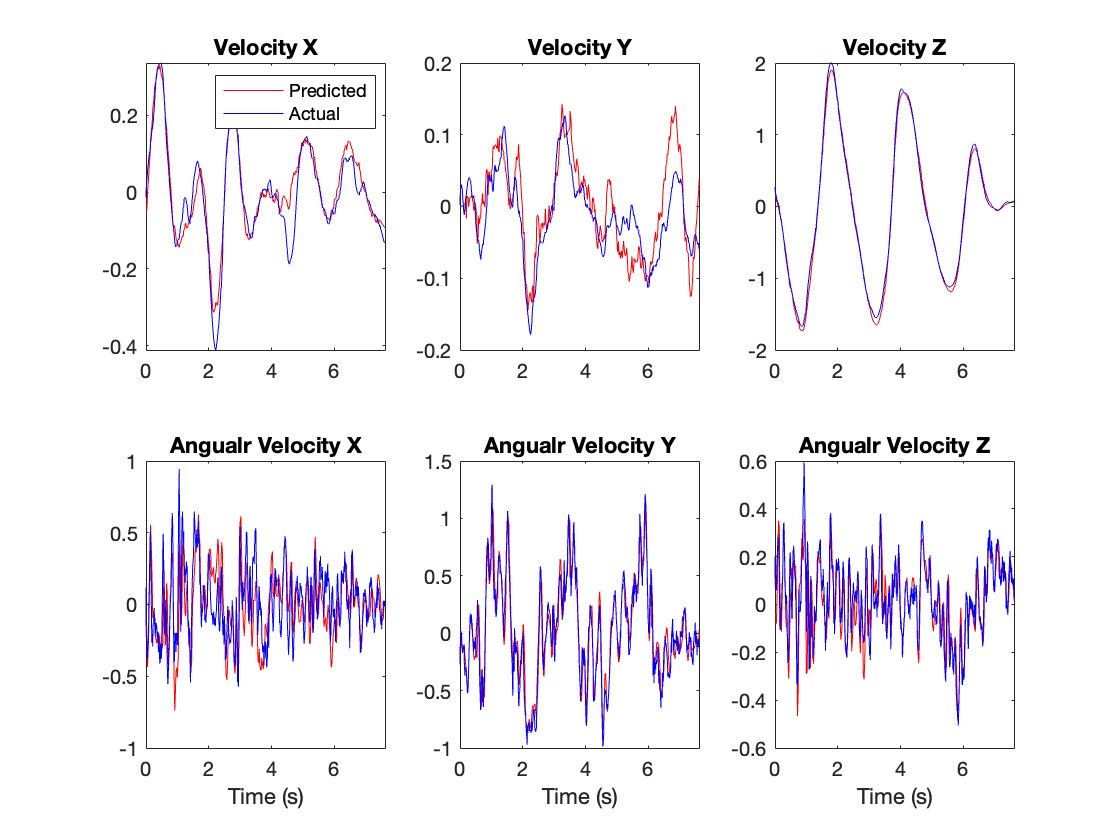 Velocity X
Velocity Y
Velocity Z
Predicted
Actual
0.2
0
-0.2
-0.4
0 2 4 6
0.2
0.1
0
-0.1
-0.2
0 2 4 6
2
1
0
-1
-2
0 2 4 6
Angualr Velocity X
Angualr Velocity Y
Angualr Velocity Z
1
0.5
0
-0.5
-1
0 2 4 6
Time (s)
1.5
1
0.5
0
-0.5
-1
0 2 4 6
Time (s)
0.6
0.4
0.2
0
-0.2
-0.4
-0.6
0 2 4 6
Time (s)